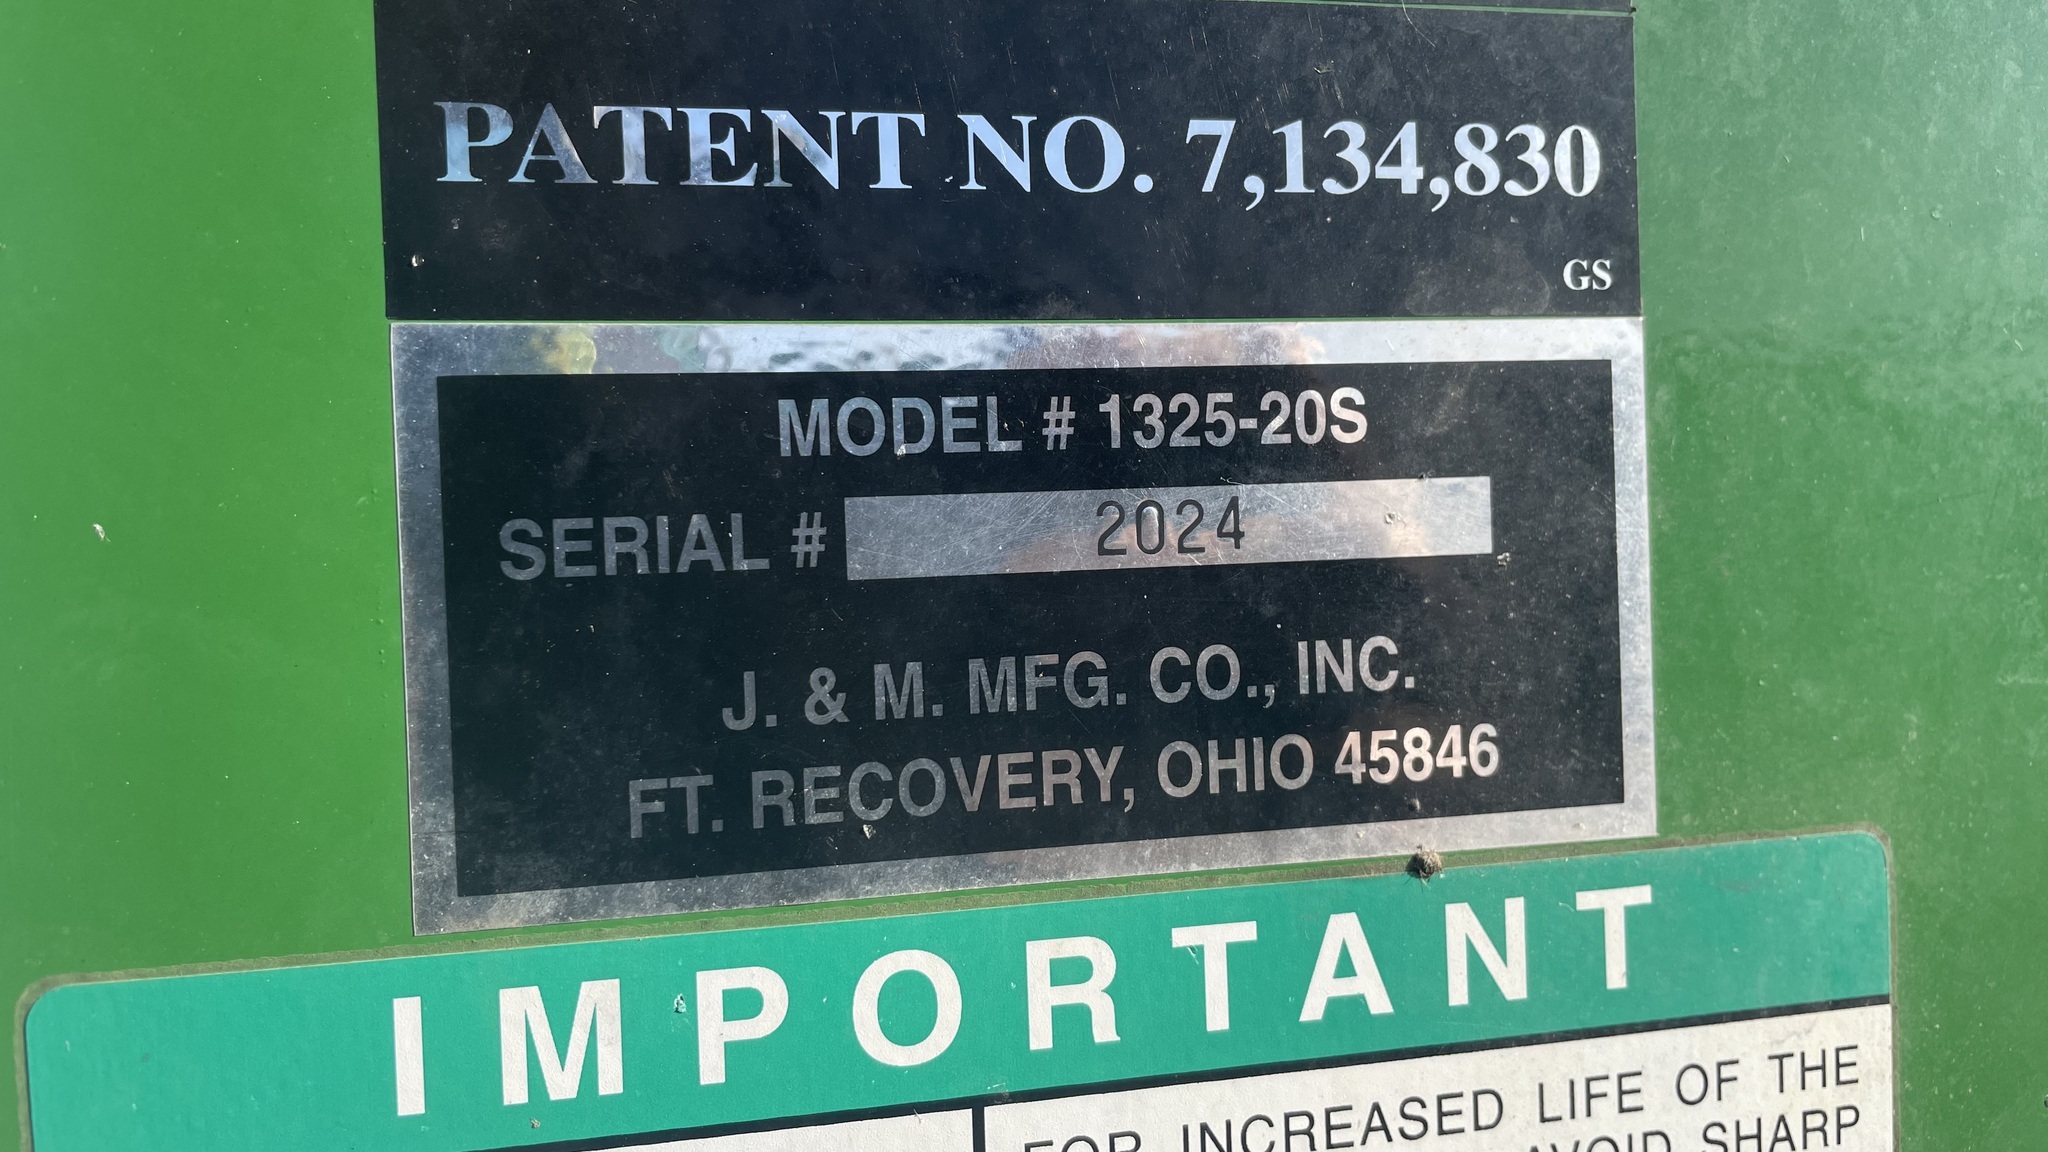 PATENT NO. 7,134,830
GS
MODEL # 1325-20S
SERIAL # 2024
J. & M. MFG. CO., INC.
FT. RECOVERY, OHIO 45846
IMPORTANT
FOR INCREASED LIFE OF THE
AVOID SHARP